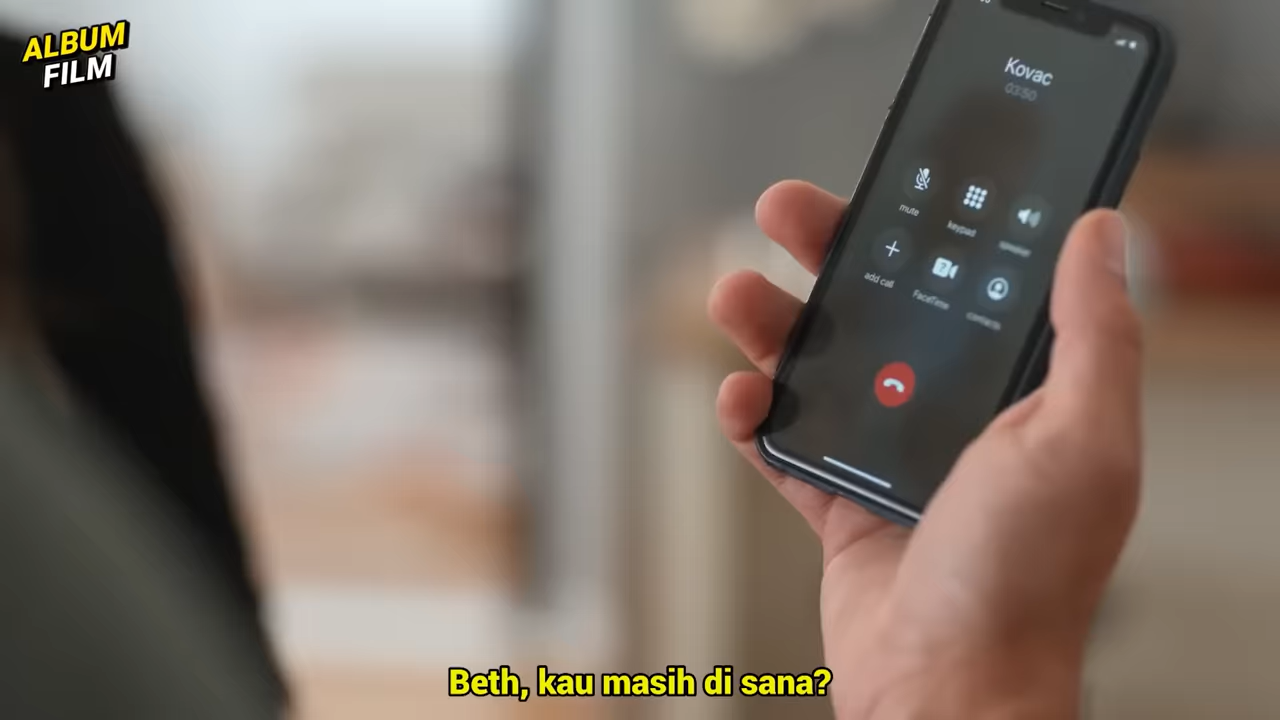 ALBUM
FILM
Kovac
03:50
mute
keypad
speaker
add call
FaceTime
contacts
Beth, kau masih di sana?